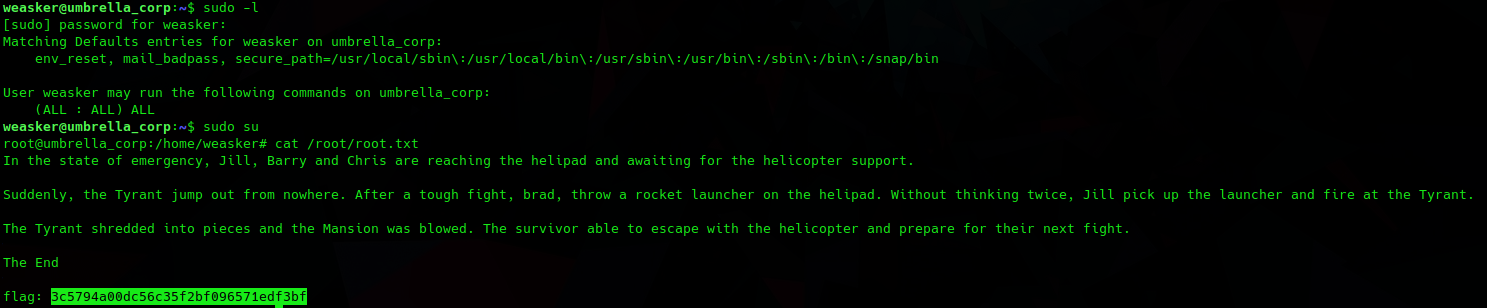 weasker@umbrella_corp:~$ sudo -l
[sudo] password for weasker:
Matching Defaults entries for weasker on umbrella_corp:
    env_reset, mail_badpass, secure_path=/usr/local/sbin\:/usr/local/bin\:/usr/sbin\:/usr/bin\:/sbin\:/bin\:/snap/bin
User weasker may run the following commands on umbrella_corp:
    (ALL : ALL) ALL
weasker@umbrella_corp:~$ sudo su
root@umbrella_corp:/home/weasker# cat /root/root.txt
In the state of emergency, Jill, Barry and Chris are reaching the helipad and awaiting for the helicopter support.
Suddenly, the Tyrant jump out from nowhere. After a tough fight, brad, throw a rocket launcher on the helipad. Without thinking twice, Jill pick up the launcher and fire at the Tyrant.
The Tyrant shredded into pieces and the Mansion was blowed. The survivor able to escape with the helicopter and prepare for their next fight.
The End
flag: 3c5794a00dc56c35f2bf096571edf3bf